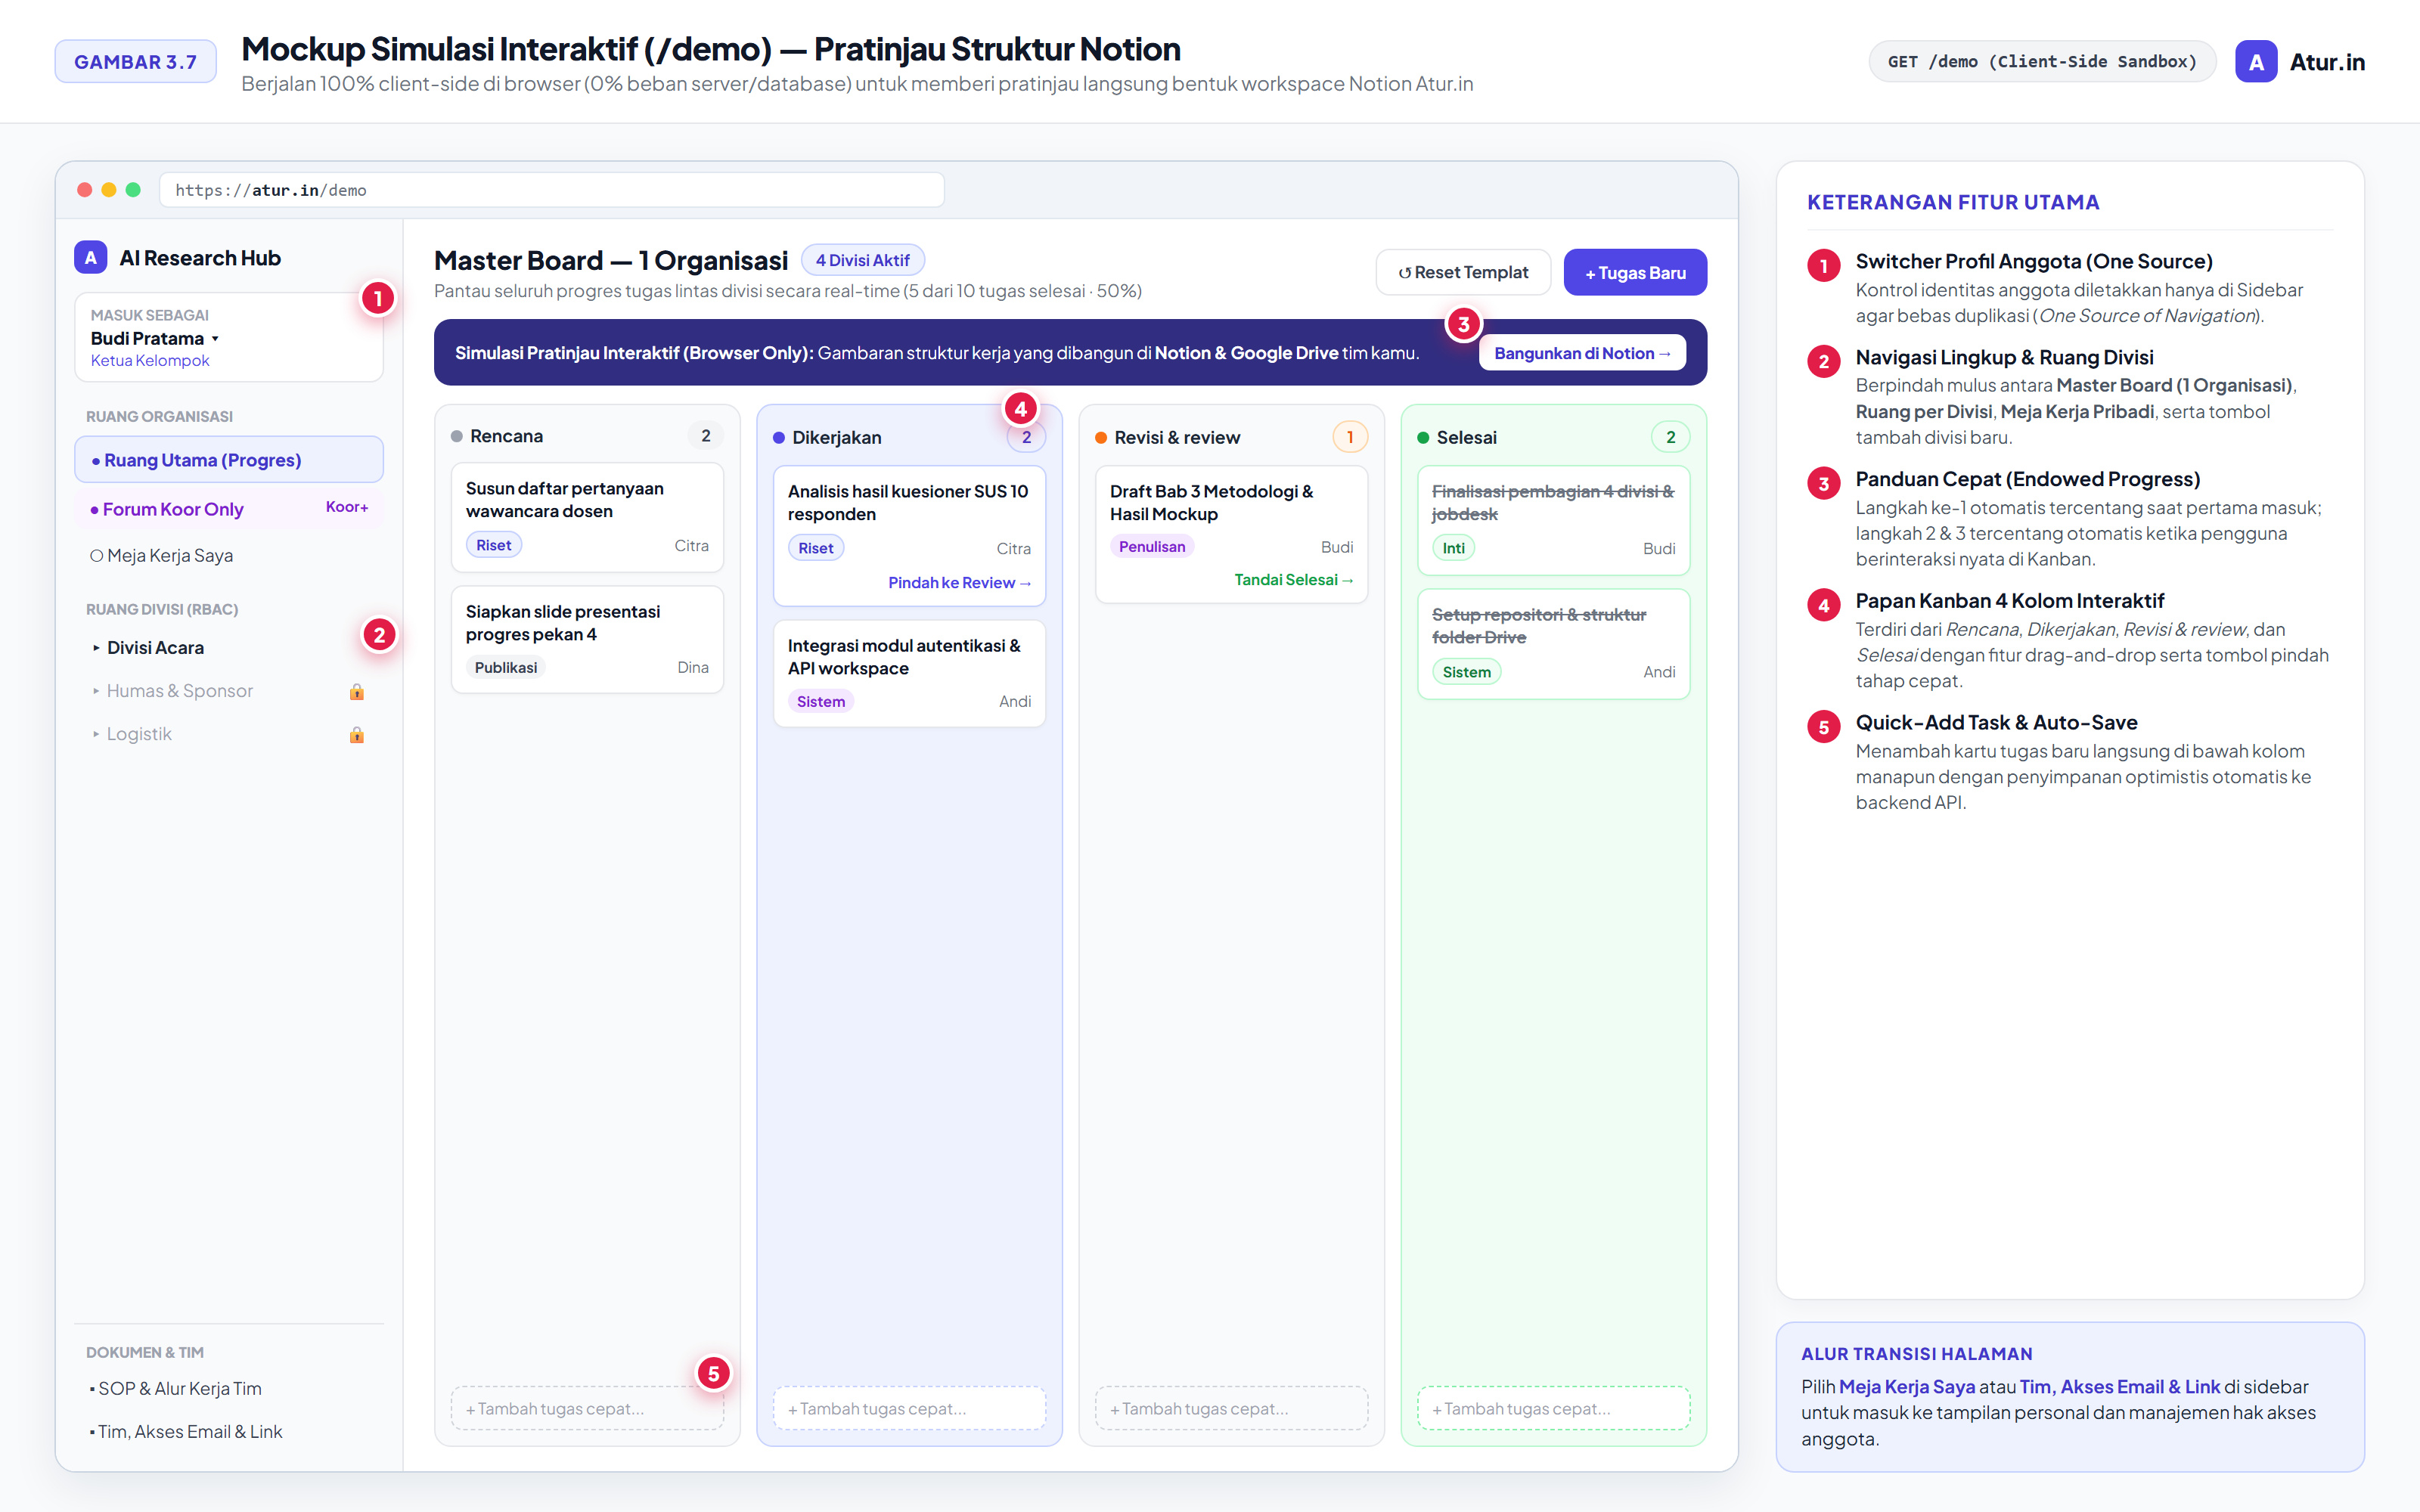 GAMBAR 3.7
Mockup Simulasi Interaktif (/demo) — Pratinjau Struktur Notion
Berjalan 100% client-side di browser (0% beban server/database) untuk memberi pratinjau langsung bentuk workspace Notion Atur.in
GET /demo (Client-Side Sandbox)
A
Atur.in
https://atur.in/demo
A
AI Research Hub
1
MASUK SEBAGAI
Budi Pratama ▾
Ketua Kelompok
RUANG ORGANISASI
● Ruang Utama (Progres)
● Forum Koor Only
Koor+
○ Meja Kerja Saya
RUANG DIVISI (RBAC)
2
▸ Divisi Acara
▸ Humas & Sponsor 🔒
▸ Logistik 🔒
DOKUMEN & TIM
▪ SOP & Alur Kerja Tim
▪ Tim, Akses Email & Link
Master Board — 1 Organisasi
4 Divisi Aktif
Pantau seluruh progres tugas lintas divisi secara real-time (5 dari 10 tugas selesai · 50%)
↺ Reset Templat
+ Tugas Baru
3
Simulasi Pratinjau Interaktif (Browser Only): Gambaran struktur kerja yang dibangun di Notion & Google Drive tim kamu.
Bangunkan di Notion →
Rencana
2
Susun daftar pertanyaan
wawancara dosen
Riset
Citra
Siapkan slide presentasi
progres pekan 4
Publikasi
Dina
5
+ Tambah tugas cepat...
4
Dikerjakan
2
Analisis hasil kuesioner SUS 10
responden
Riset
Citra
Pindah ke Review →
Integrasi modul autentikasi &
API workspace
Sistem
Andi
+ Tambah tugas cepat...
Revisi & review
1
Draft Bab 3 Metodologi &
Hasil Mockup
Penulisan
Budi
Tandai Selesai →
+ Tambah tugas cepat...
Selesai
2
Finalisasi pembagian 4 divisi &
jobdesk
Inti
Budi
Setup repositori & struktur
folder Drive
Sistem
Andi
+ Tambah tugas cepat...
KETERANGAN FITUR UTAMA
1
Switcher Profil Anggota (One Source)
Kontrol identitas anggota diletakkan hanya di Sidebar
agar bebas duplikasi (One Source of Navigation).
2
Navigasi Lingkup & Ruang Divisi
Berpindah mulus antara Master Board (1 Organisasi),
Ruang per Divisi, Meja Kerja Pribadi, serta tombol
tambah divisi baru.
3
Panduan Cepat (Endowed Progress)
Langkah ke-1 otomatis tercentang saat pertama masuk;
langkah 2 & 3 tercentang otomatis ketika pengguna
berinteraksi nyata di Kanban.
4
Papan Kanban 4 Kolom Interaktif
Terdiri dari Rencana, Dikerjakan, Revisi & review, dan
Selesai dengan fitur drag-and-drop serta tombol pindah
tahap cepat.
5
Quick-Add Task & Auto-Save
Menambah kartu tugas baru langsung di bawah kolom
manapun dengan penyimpanan optimistis otomatis ke
backend API.
ALUR TRANSISI HALAMAN
Pilih Meja Kerja Saya atau Tim, Akses Email & Link di sidebar
untuk masuk ke tampilan personal dan manajemen hak akses
anggota.